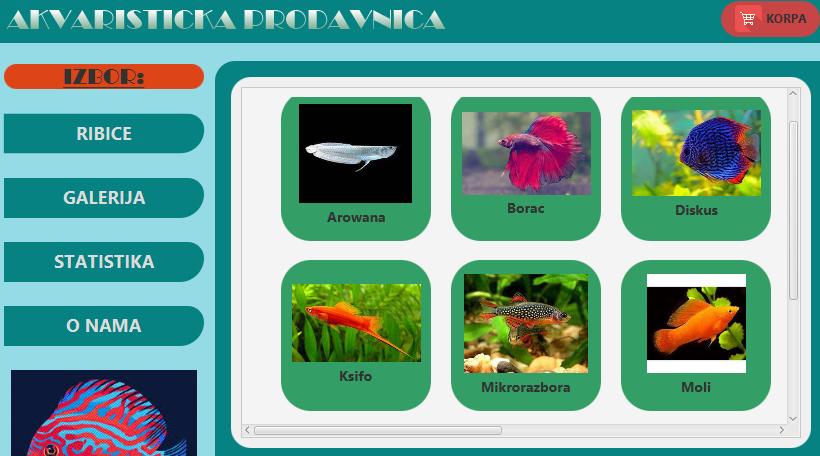 AKVARISTICKA PRODAVNICA
KORPA
IZBOR:
RIBICE
GALERIJA
STATISTIKA
O NAMA
Arowana
Borac
Diskus
Ksifo
Mikrorazbora
Moli